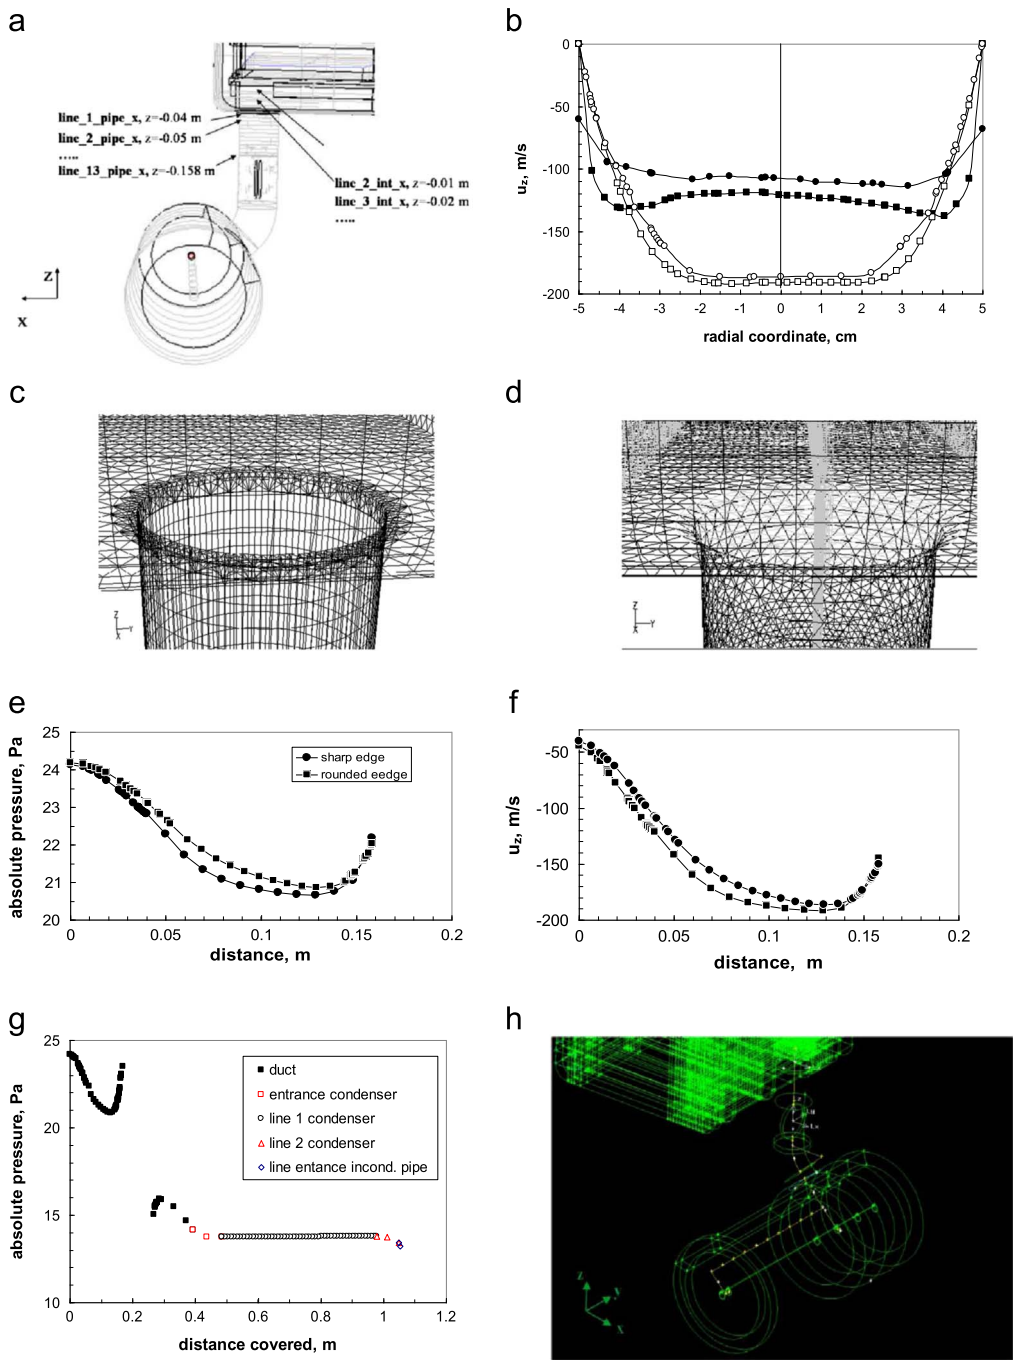 a
line_1_pipe_x, z=-0.04 m
line_2_pipe_x, z=-0.05 m
.....
line_13_pipe_x, z=-0.158 m
line_2_int_x, z=-0.01 m
line_3_int_x, z=-0.02 m
.....
Z
X
b
0
-50
-100
-150
-200
uz, m/s
-5 -4 -3 -2 -1 0 1 2 3 4 5
radial coordinate, cm
c
Z
Y
X
d
Z
Y
X
e
25
24
23
22
21
20
absolute pressure, Pa
sharp edge
rounded eedge
0 0.05 0.1 0.15 0.2
distance, m
f
-50
-100
-150
-200
uz, m/s
0 0.05 0.1 0.15 0.2
distance, m
g
25
20
15
10
absolute pressure, Pa
duct
entrance condenser
line 1 condenser
line 2 condenser
line entance incond. pipe
0 0.2 0.4 0.6 0.8 1 1.2
distance covered, m
h
Z
X